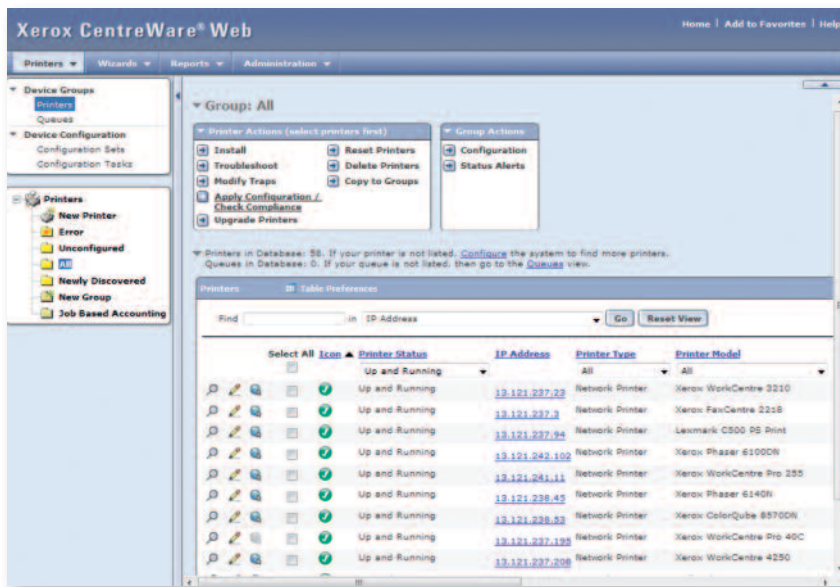 Xerox CentreWare® Web
Home | Add to Favorites | Help
Printers Wizards Reports Administration
Device Groups
Printers
Queues
Device Configuration
Configuration Sets
Configuration Tasks
Printers
New Printer
Error
Unconfigured
All
Newly Discovered
New Group
Job Based Accounting
Group: All
Printer Actions (select printers first)
Install
Troubleshoot
Modify Traps
Apply Configuration /
Check Compliance
Upgrade Printers
Reset Printers
Delete Printers
Copy to Groups
Group Actions
Configuration
Status Alerts
Printers in Database: 58. If your printer is not listed. Configure the system to find more printers.
Queues in Database: 0. If your queue is not listed. then go to the Queues view.
Printers Table Preferences
Find in IP Address Go Reset View
Select All Icon Printer Status IP Address Printer Type Printer Model
Up and Running All All
Up and Running 13.121.237.23 Network Printer Xerox WorkCentre 3210
Up and Running 13.121.237.3 Network Printer Xerox FaxCentre 2218
Up and Running 13.121.237.94 Network Printer Lexmark C500 PS Print
Up and Running 13.121.242.102 Network Printer Xerox Phaser 6100DN
Up and Running 13.121.241.11 Network Printer Xerox WorkCentre Pro 255
Up and Running 13.121.238.45 Network Printer Xerox Phaser 6140N
Up and Running 13.121.238.53 Network Printer Xerox ColorQube 8570DN
Up and Running 13.121.237.195 Network Printer Xerox WorkCentre Pro 40C
Up and Running 13.121.237.208 Network Printer Xerox WorkCentre 4250